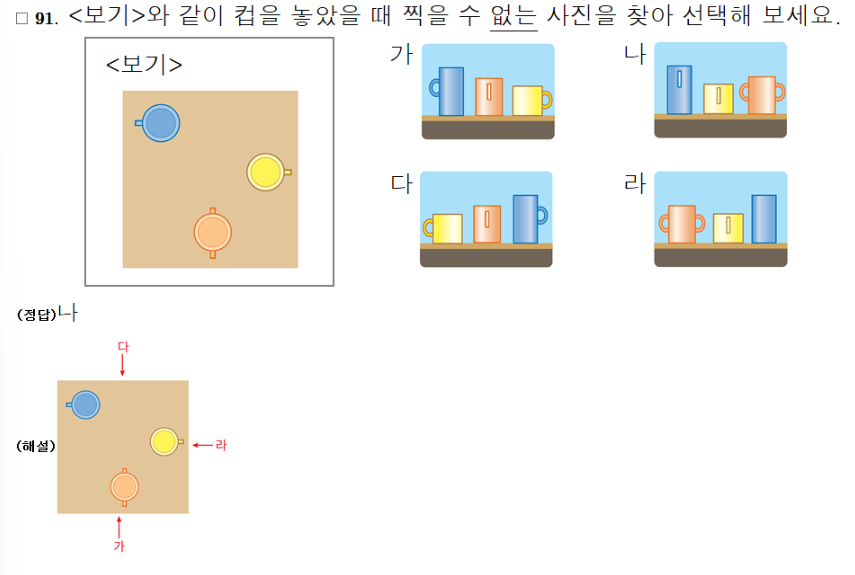 □ 91. <보기>와 같이 컵을 놓았을 때 찍을 수 없는 사진을 찾아 선택해 보세요.
<보기>
가
나
다
라
(정답)나
(해설)
다
라
가